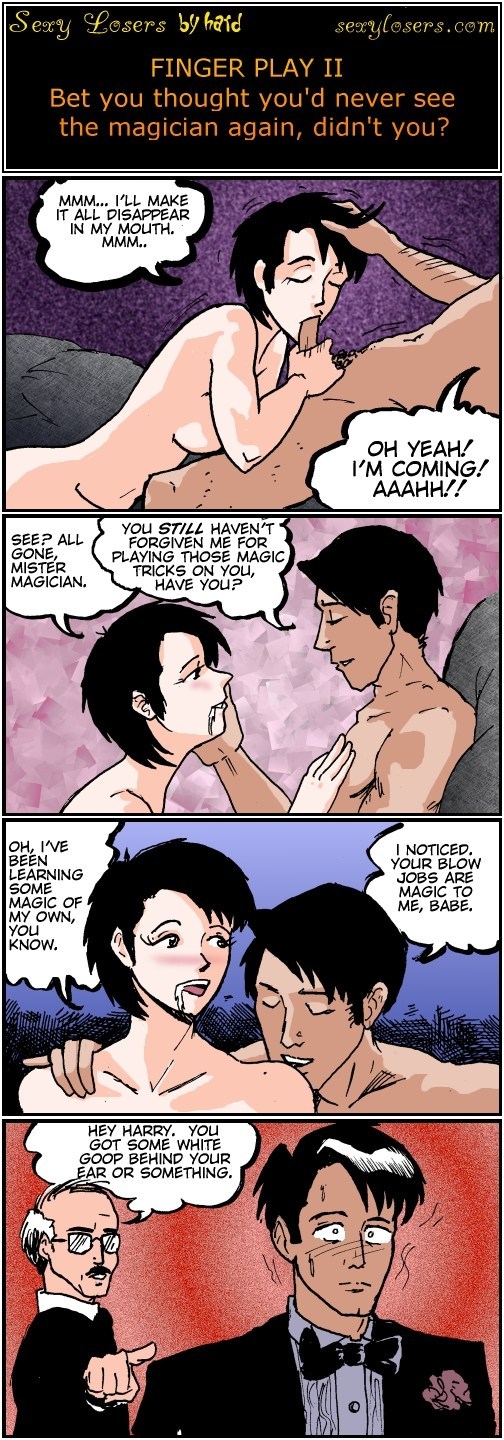 Sexy Losers by hard
sexylosers.com
FINGER PLAY II
Bet you thought you'd never see
the magician again, didn't you?
MMM... I'LL MAKE
IT ALL DISAPPEAR
IN MY MOUTH.
MMM..
OH YEAH!
I'M COMING!
AAAHH!!
SEE? ALL
GONE,
MISTER
MAGICIAN.
YOU STILL HAVEN'T
FORGIVEN ME FOR
PLAYING THOSE MAGIC
TRICKS ON YOU,
HAVE YOU?
OH, I'VE
BEEN
LEARNING
SOME
MAGIC OF
MY OWN,
YOU
KNOW.
I NOTICED.
YOUR BLOW
JOBS ARE
MAGIC TO
ME, BABE.
HEY HARRY. YOU
GOT SOME WHITE
GOOP BEHIND YOUR
EAR OR SOMETHING.